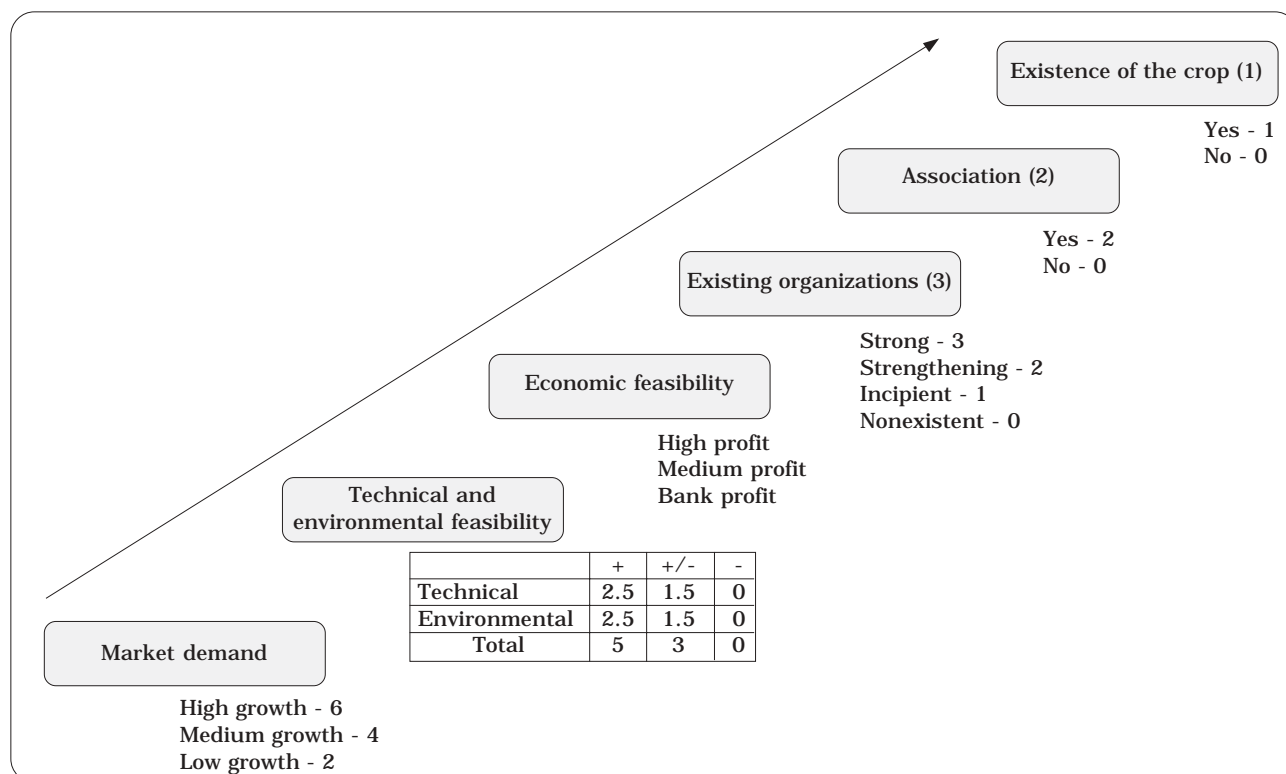 Existence of the crop (1)
Yes - 1
No - 0
Association (2)
Yes - 2
No - 0
Existing organizations (3)
Strong - 3
Strengthening - 2
Incipient - 1
Nonexistent - 0
Economic feasibility
High profit
Medium profit
Bank profit
Technical and
environmental feasibility
+ +/- -
Technical 2.5 1.5 0
Environmental 2.5 1.5 0
Total 5 3 0
Market demand
High growth - 6
Medium growth - 4
Low growth - 2